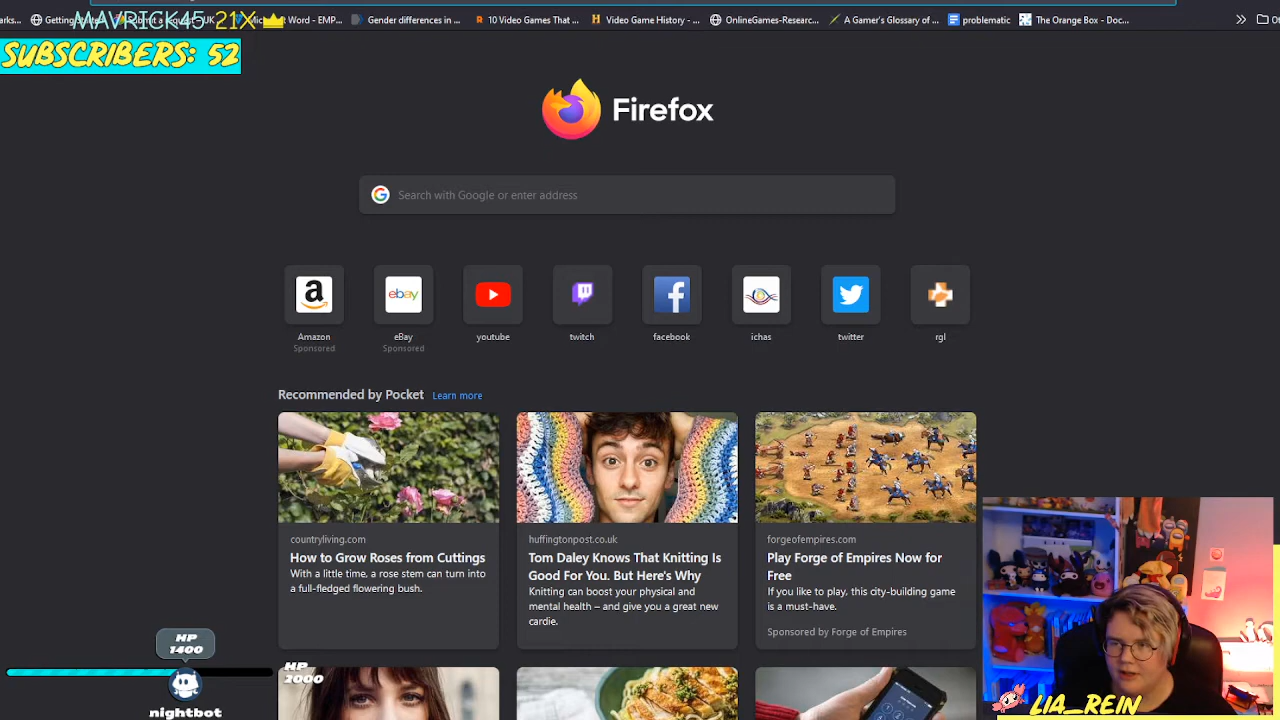 MAVRICK45 21X
Getting Started
Submit a request
Word - EMP...
Gender differences in ...
10 Video Games That ...
Video Game History - ...
OnlineGames-Researc...
A Gamer's Glossary of ...
problematic
The Orange Box - Doc...
SUBSCRIBERS: 52
Firefox
Search with Google or enter address
Amazon
Sponsored
eBay
Sponsored
youtube
twitch
facebook
ichas
twitter
rgl
Recommended by Pocket Learn more
countryliving.com
How to Grow Roses from Cuttings
With a little time, a rose stem can turn into
a full-fledged flowering bush.
huffingtonpost.co.uk
Tom Daley Knows That Knitting Is
Good For You. But Here's Why
Knitting can boost your physical and
mental health – and give you a great new
cardie.
forgeofempires.com
Play Forge of Empires Now for
Free
If you like to play, this city-building game
is a must-have.
Sponsored by Forge of Empires
HP
1400
HP
2000
nightbot
LIA_REIN